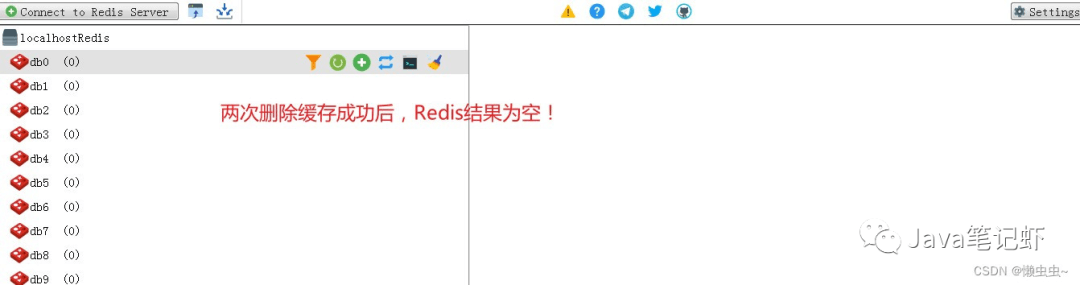 Connect to Redis Server
Settings
localhostRedis
db0 (0)
db1 (0)
db2 (0)
两次删除缓存成功后，Redis结果为空！
db3 (0)
db4 (0)
db5 (0)
db6 (0)
db7 (0)
Java笔记虾
db8 (0)
CSDN @懒虫虫~
db9 (0)